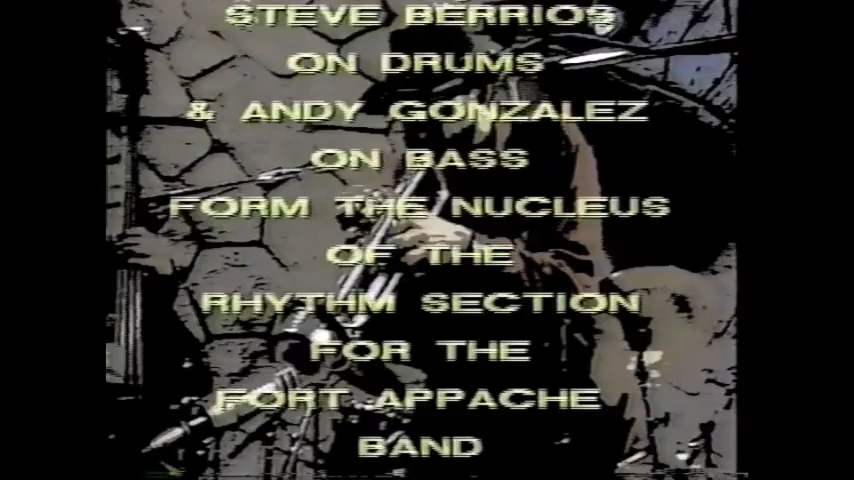 STEVE BERRIOS
ON DRUMS
& ANDY GONZALEZ
ON BASS
FORM THE NUCLEUS
OF THE
RHYTHM SECTION
FOR THE
FORT APPACHE
BAND